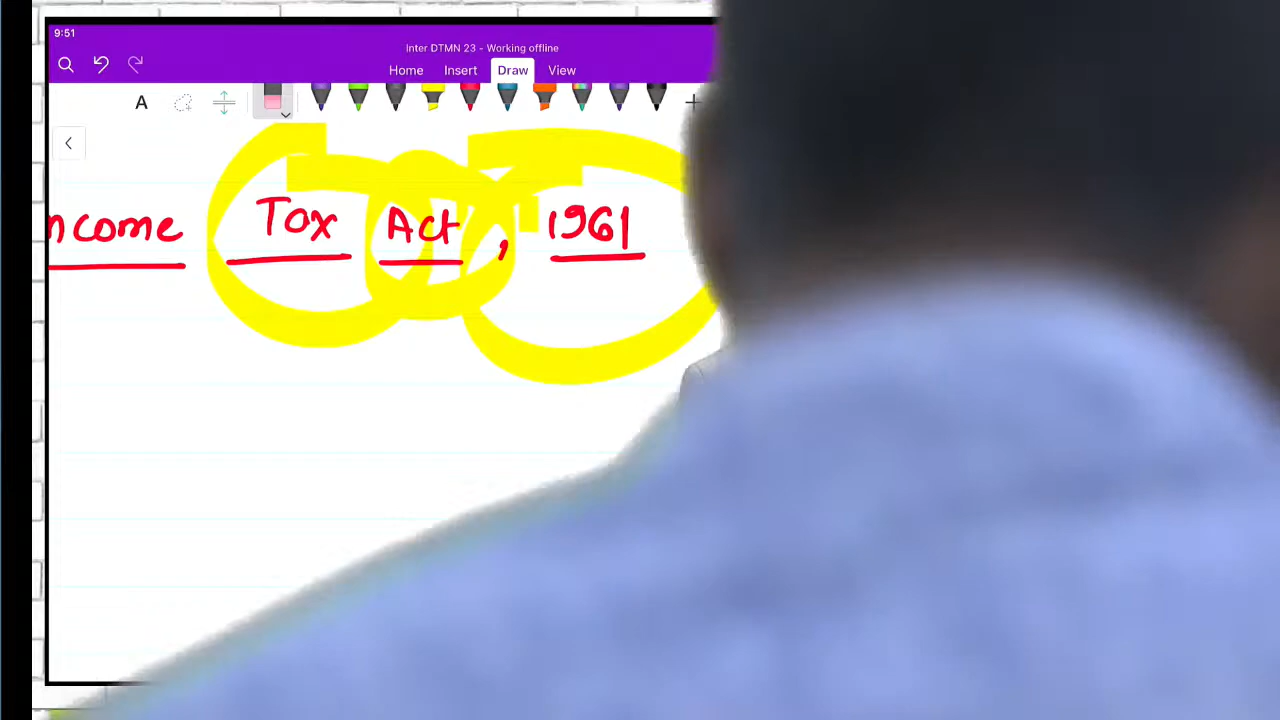 9:51
Inter DTMN 23 - Working offline
Home Insert Draw View
A
ncome Tax Act, 1961